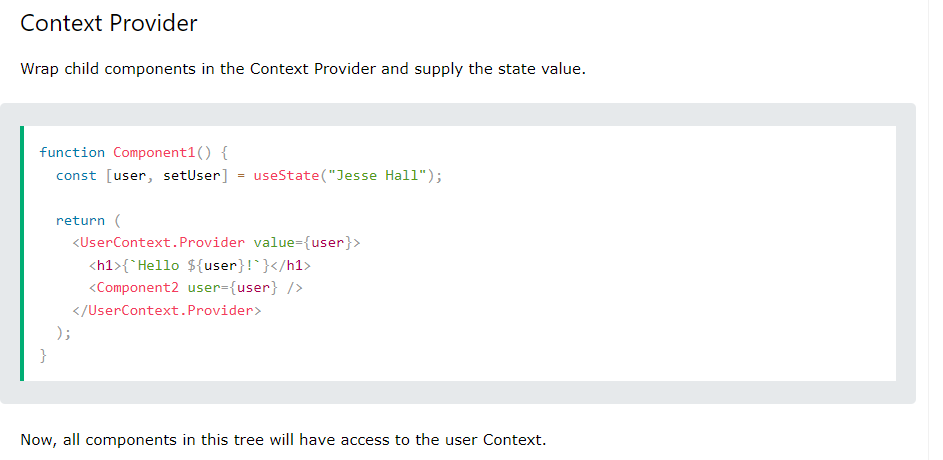 Context Provider
Wrap child components in the Context Provider and supply the state value.
function Component1() {
  const [user, setUser] = useState("Jesse Hall");

  return (
    <UserContext.Provider value={user}>
      <h1>{`Hello ${user}!`}</h1>
      <Component2 user={user} />
    </UserContext.Provider>
  );
}
Now, all components in this tree will have access to the user Context.